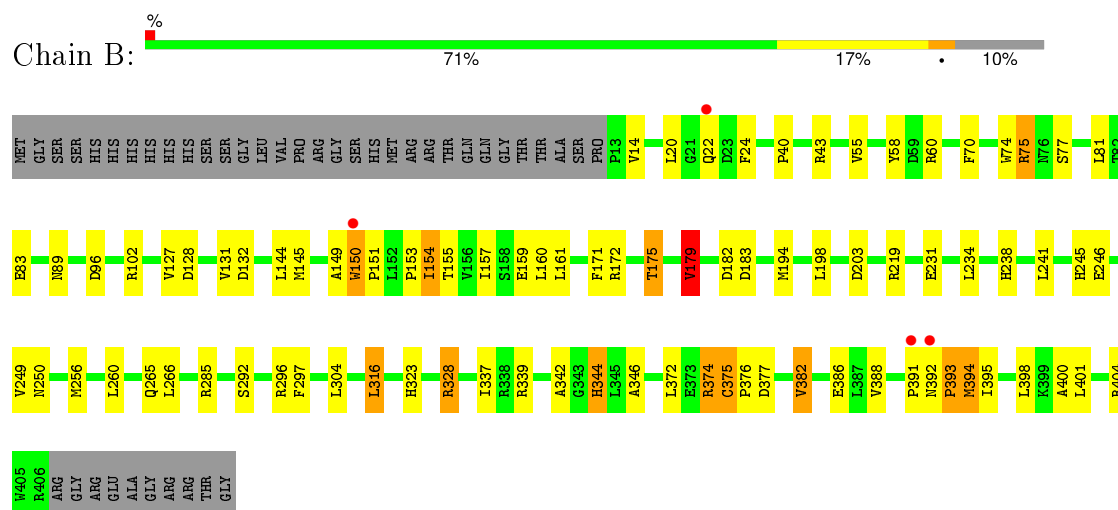 %
Chain B:
71% 17% • 10%
MET GLY SER SER HIS HIS HIS HIS HIS HIS SER SER GLY LEU VAL PRO ARG GLY SER HIS MET ARG ARG THR THR GLN GLN GLY THR THR ALA SER PRO P13 V14 L20 G21 Q22 D23 F24 P40 R43 V55 Y58 D59 R60 F70 W74 R75 N76 S77 L81 T82
E83 N89 D96 R102 V127 D128 V131 D132 L144 M145 A149 W150 P151 L152 P153 I154 T155 V156 I157 S158 E159 L160 L161 F171 R172 T175 V179 D182 D183 M194 L198 D203 R219 E231 L234 H238 L241 H245 E246
V249 N250 M256 L260 Q265 L266 R285 S292 R296 F297 L304 L316 H323 R328 I337 R338 R339 A342 G343 H344 L345 A346 L372 E373 R374 C375 P376 D377 V382 E386 L387 V388 P391 N392 P393 M394 I395 L398 K399 A400 L401
W405 R406 ARG GLY ARG GLU ALA GLY ARG ARG THR GLY